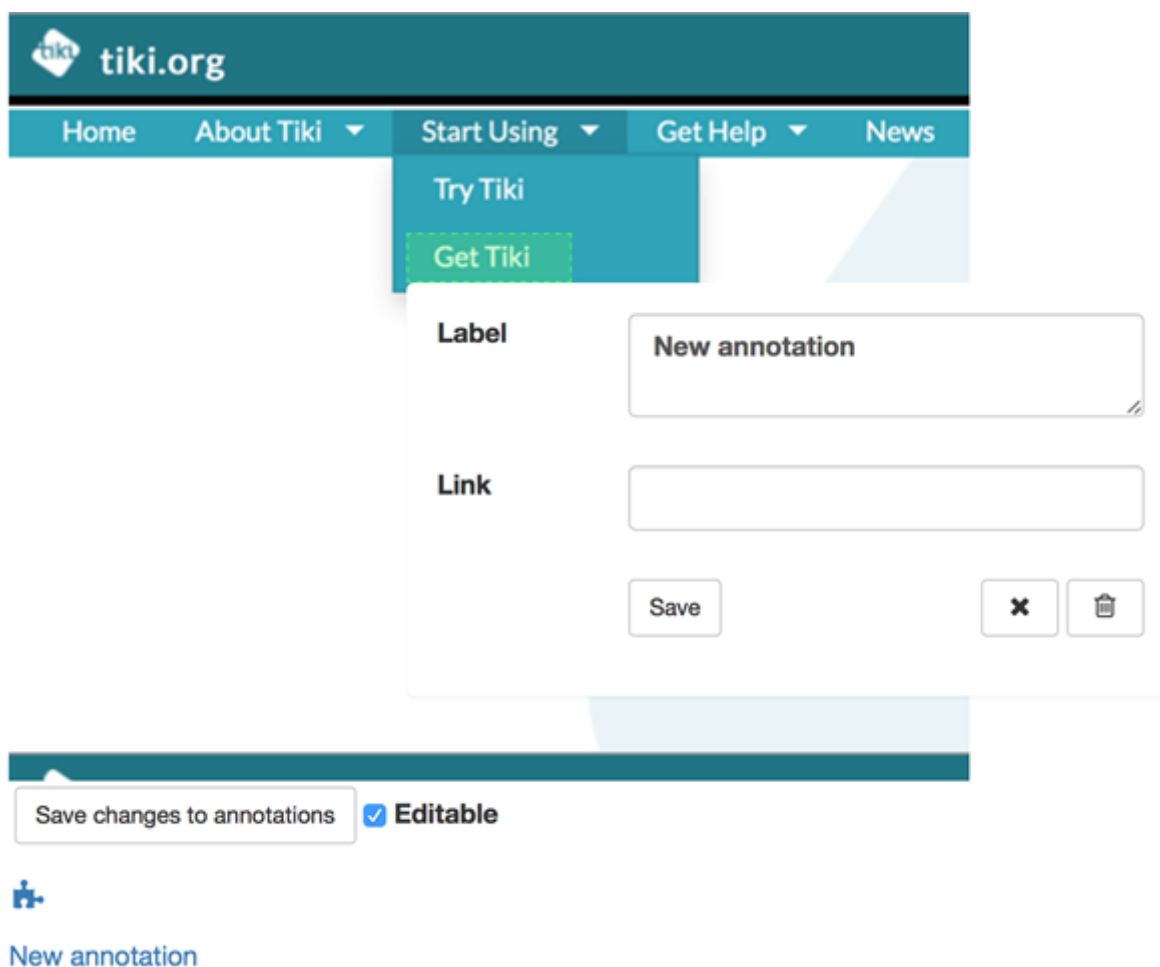 tiki tiki.org
Home About Tiki Start Using Get Help News
Try Tiki
Get Tiki
Label New annotation
Link
Save
Save changes to annotations Editable
New annotation